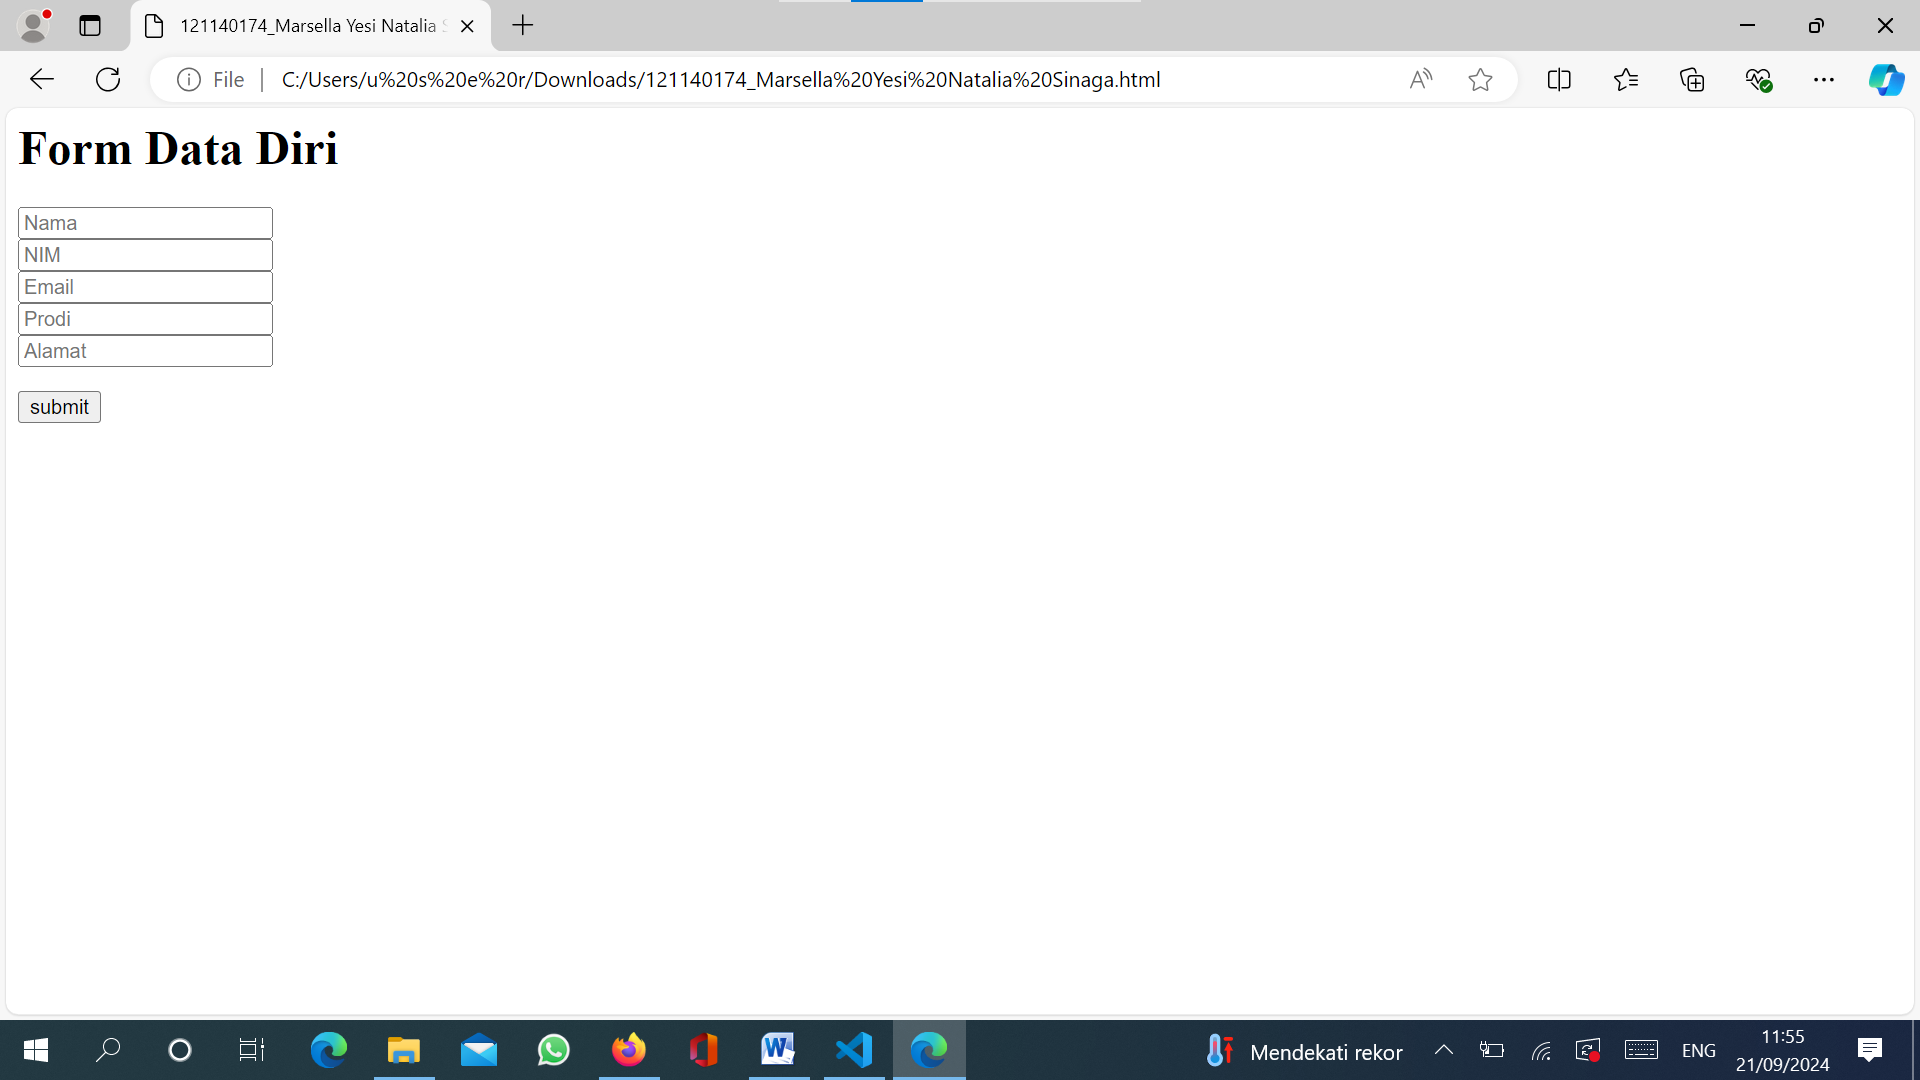 121140174_Marsella Yesi Natalia
File
C:/Users/u%20s%20e%20r/Downloads/121140174_Marsella%20Yesi%20Natalia%20Sinaga.html
Form Data Diri
Nama
NIM
Email
Prodi
Alamat
submit
Mendekati rekor
ENG
11:55
21/09/2024